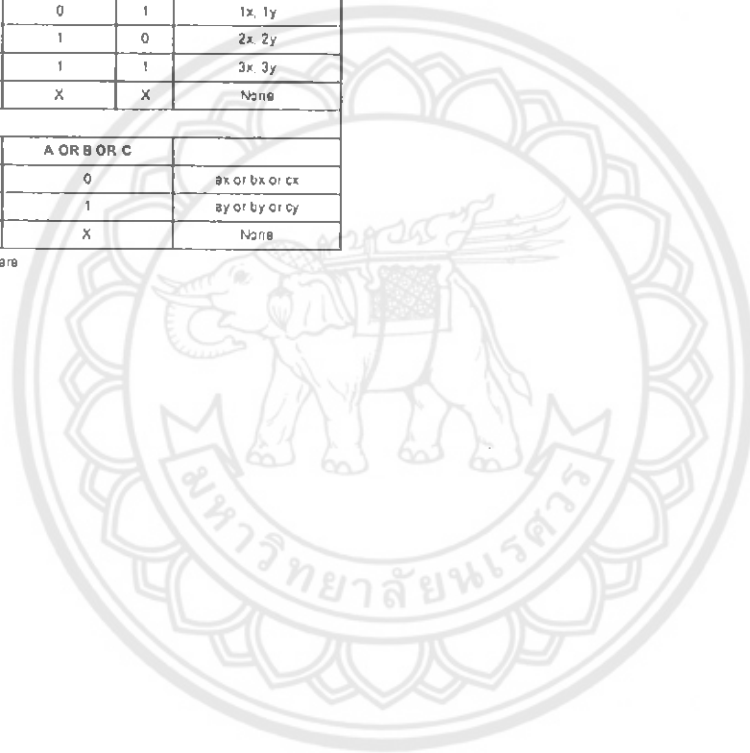 0 1 1x, 1y
1 0 2x, 2y
1 1 3x, 3y
X X None
A OR B OR C
0 ax or bx or cx
1 ay or by or cy
X None
are
มหาวิทยาลัยนเรศวร